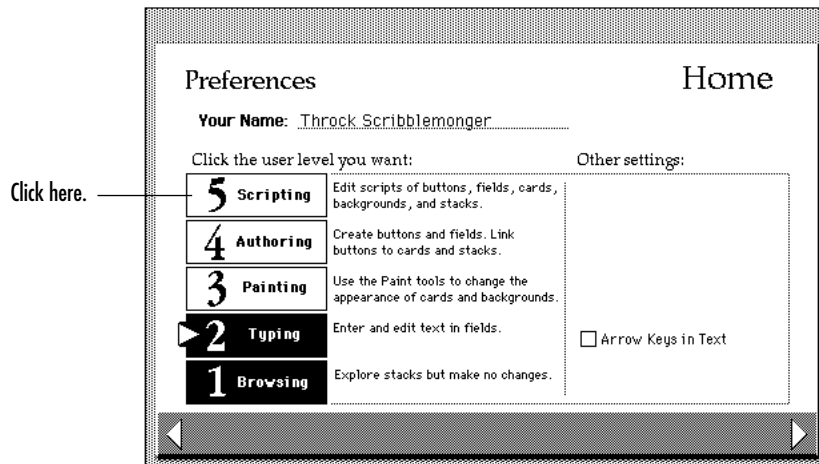 Preferences
Home
Your Name: Throck Scribblemonger
Click the user level you want:
Other settings:
Click here.
5 Scripting
Edit scripts of buttons, fields, cards,
backgrounds, and stacks.
4 Authoring
Create buttons and fields. Link
buttons to cards and stacks.
3 Painting
Use the Paint tools to change the
appearance of cards and backgrounds.
2 Typing
Enter and edit text in fields.
Arrow Keys in Text
1 Browsing
Explore stacks but make no changes.